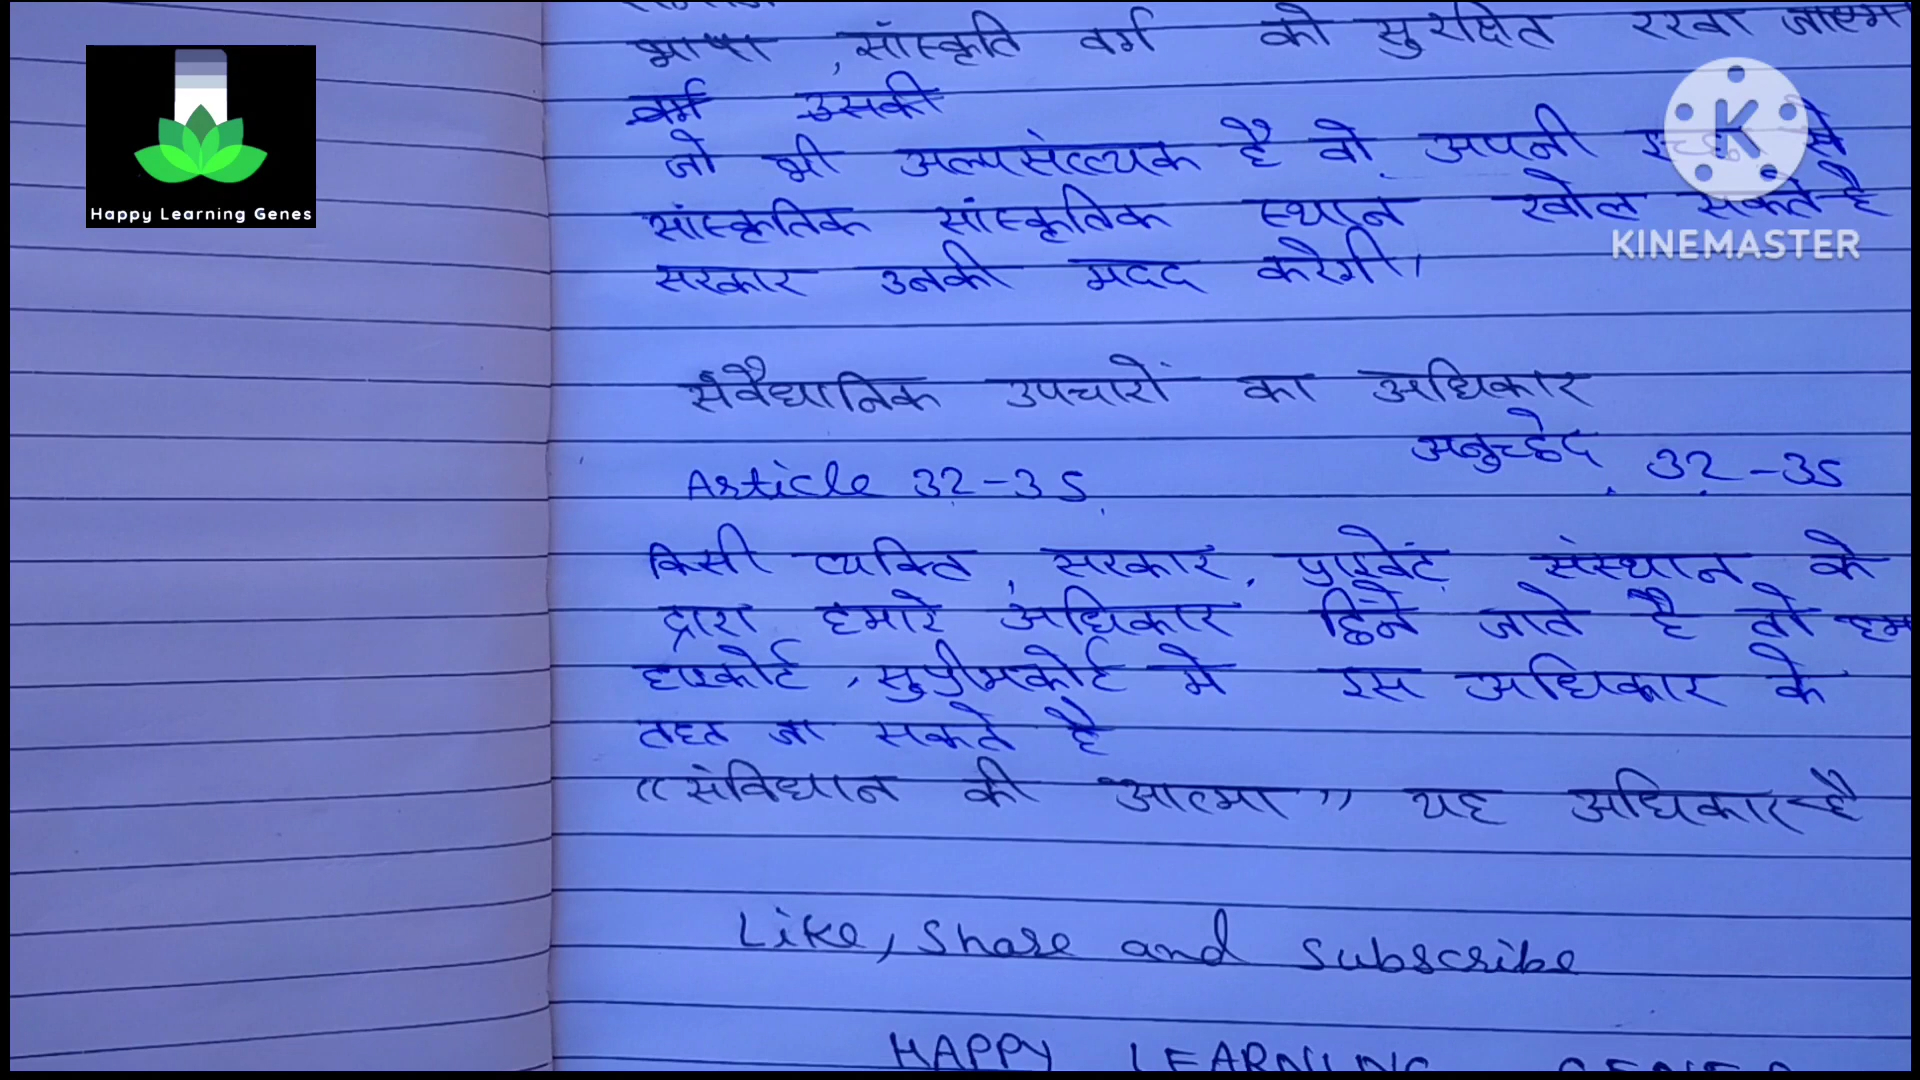 भाषा, सांस्कृति वर्ग को सुरक्षित रखा जाएगा
वर्ग उसकी
जो भी अल्पसंख्यक है वो अपनी से
सांस्कृतिक सांस्कृतिक स्थान खोल सकते है
सरकार उनकी मदद करेगी।
संवैधानिक उपचारों का अधिकार
अनुच्छेद 32-35
Article 32-35
किसी व्यक्ति, सरकार, प्राइवेट संस्थान के
द्वारा हमारे अधिकार छिने जाते है तो हम
हाइकोर्ट, सुप्रीमकोर्ट मे इस अधिकार के
तहत जा सकते है
"संविधान की आत्मा" यह अधिकार है
Like, Share and Subscribe
HAPPY LEARNING GENES
Happy Learning Genes
K
KINEMASTER